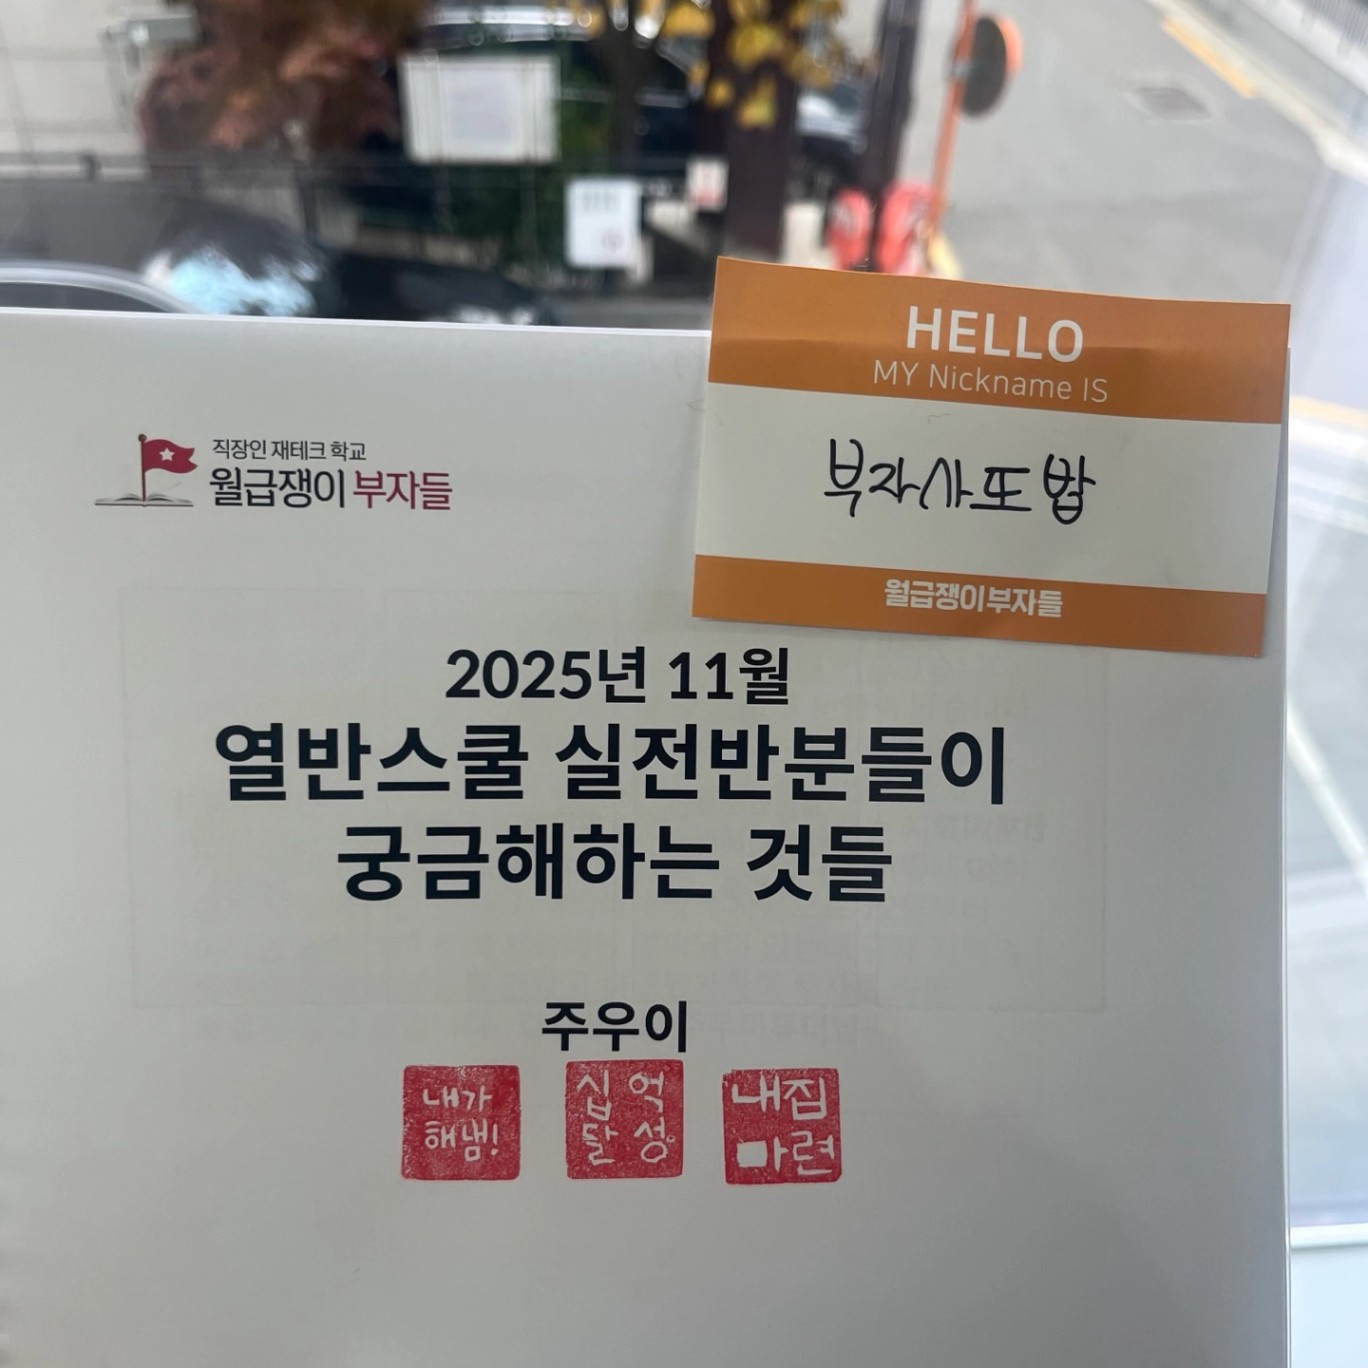 HELLO
MY Nickname IS
부자사또밥
월급쟁이부자들
직장인 재테크 학교
월급쟁이 부자들
2025년 11월
열반스쿨 실전반분들이
궁금해하는 것들
주우이
내가
해냄!
십억
달성
내집
마련